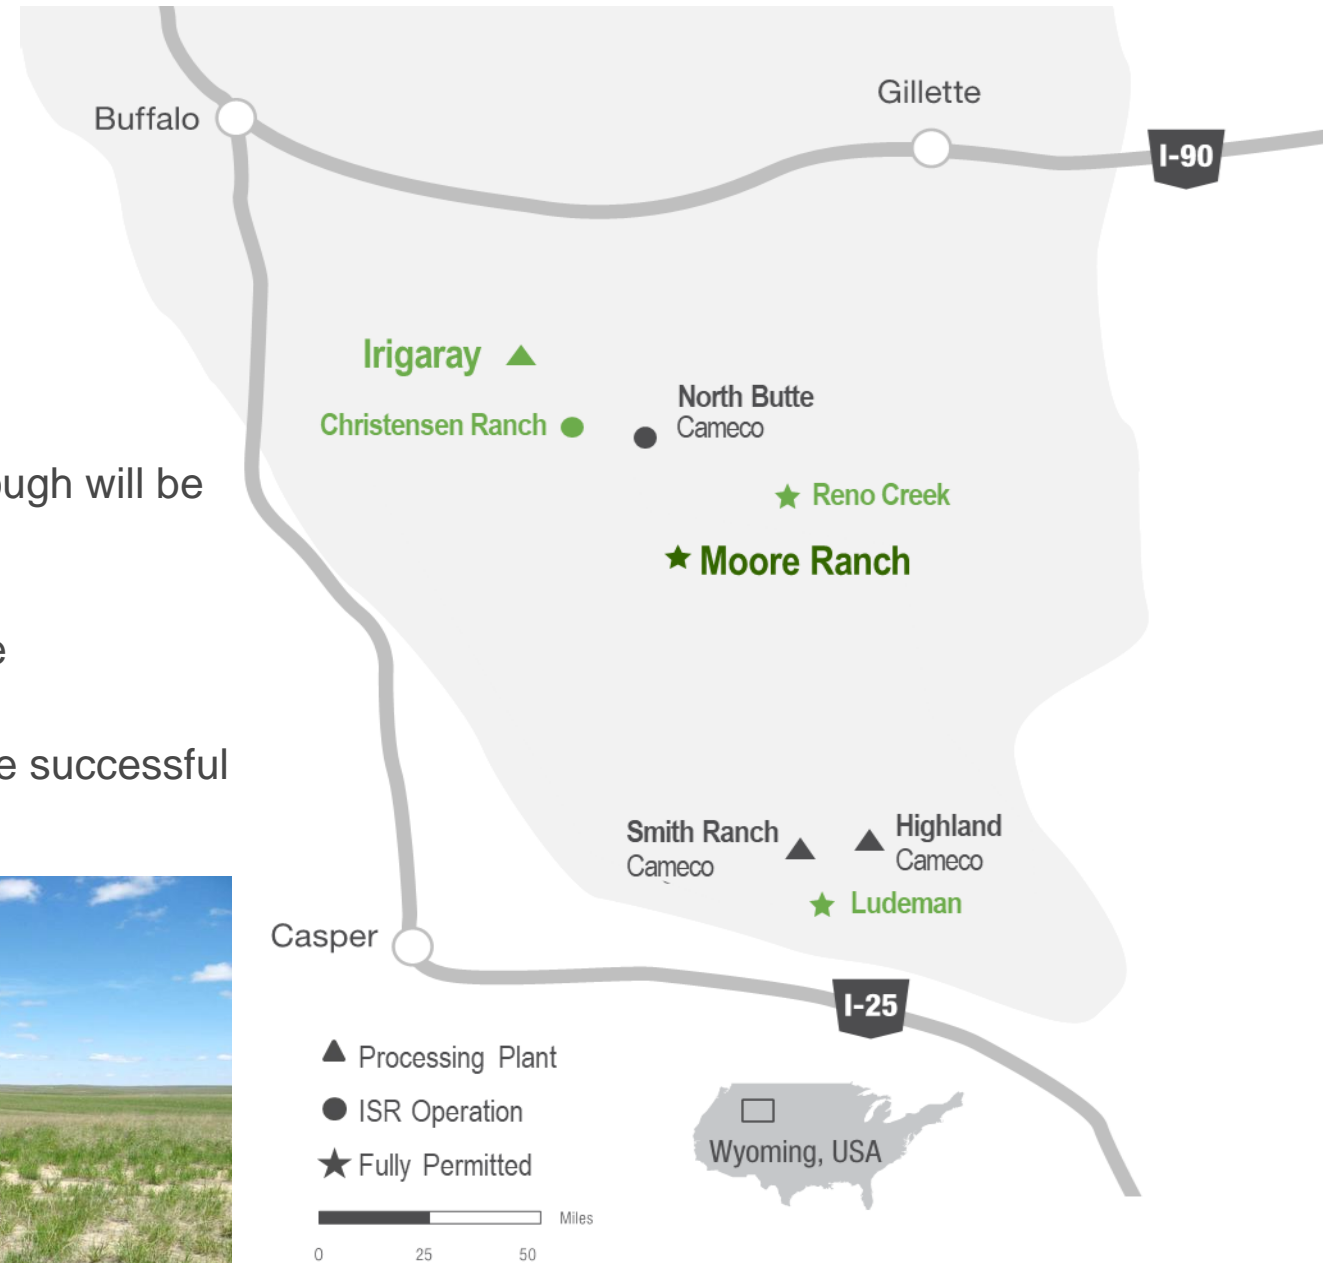 Buffalo
Gillette
I-90
Irigaray
Christensen Ranch
North Butte
Cameco
ough will be
Reno Creek
Moore Ranch
e
e successful
Smith Ranch
Cameco
Highland
Cameco
Ludeman
Casper
I-25
Processing Plant
ISR Operation
Fully Permitted
Wyoming, USA
Miles
0 25 50